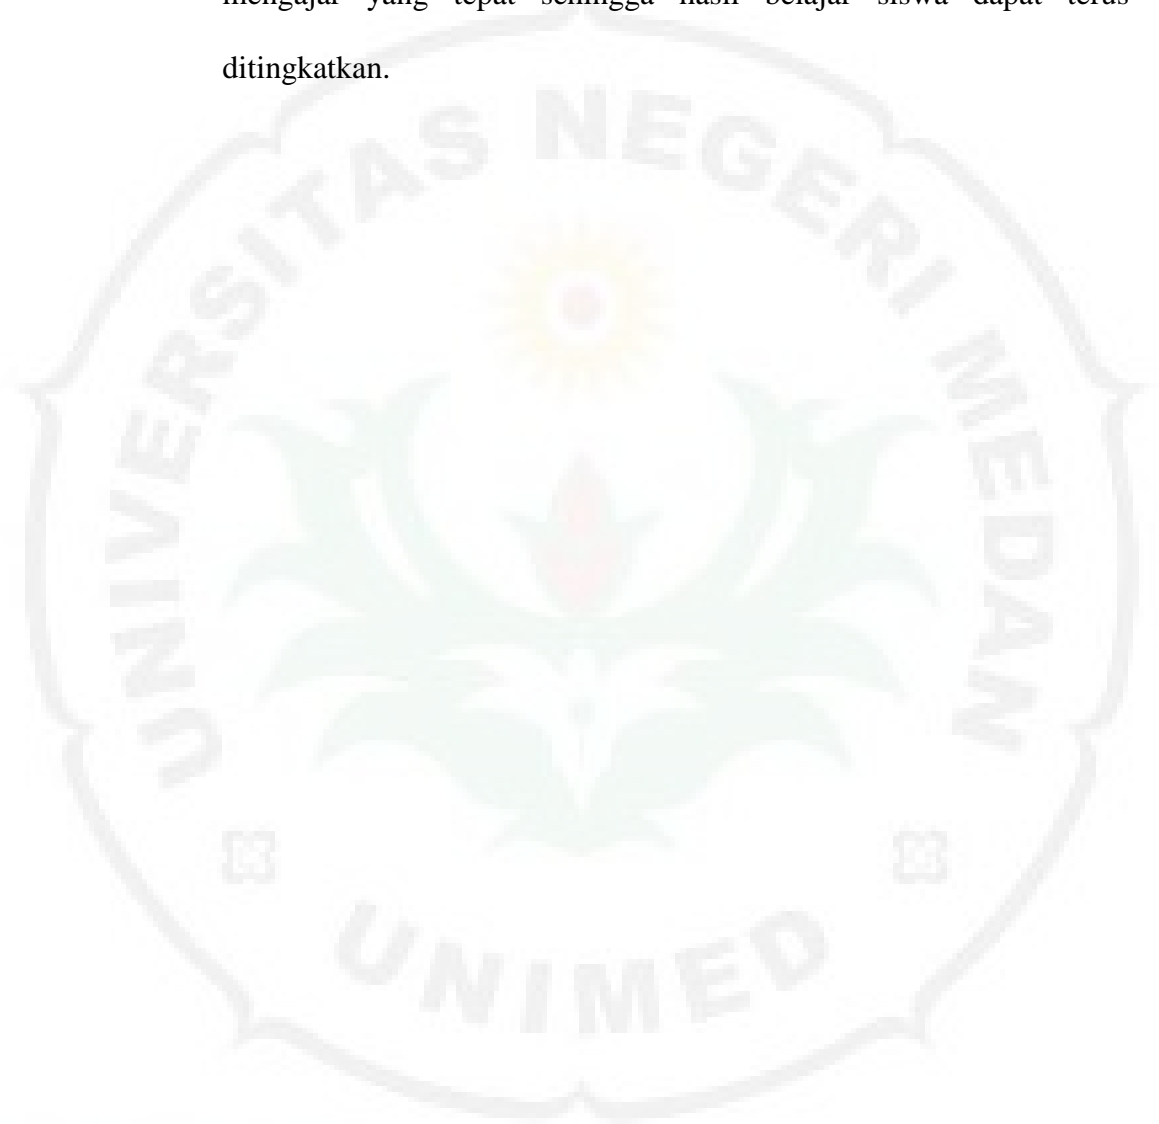 mengajar yang tepat sehingga hasil belajar siswa dapat terus
ditingkatkan.
UNIVERSITAS NEGERI MEDAN
UNIMED